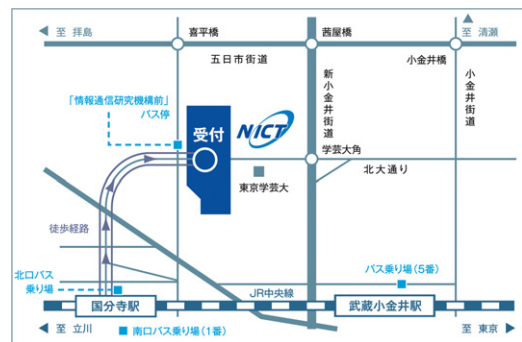 至 拝島
喜平橋
茜屋橋
至 清瀬
五日市街道
小金井橋
新小金井街道
小金井街道
「情報通信研究機構前」
バス停
受付
NICT
学芸大角
北大通り
東京学芸大
徒歩経路
北口バス
乗り場
バス乗り場(5番)
JR中央線
国分寺駅
武蔵小金井駅
至 立川
南口バス乗り場(1番)
至 東京